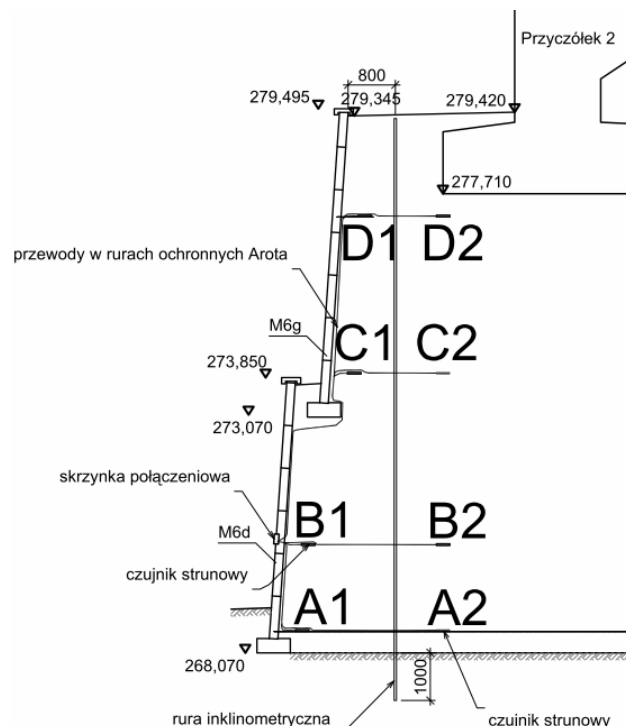 Przyczółek 2
800
279,495
279,345
279,420
277,710
D1
D2
przewody w rurach ochronnych Arota
M6g
C1
C2
273,850
273,070
skrzynka połączeniowa
B1
B2
M6d
czujnik strunowy
A1
A2
268,070
1000
rura inklinometryczna
czujnik strunowy